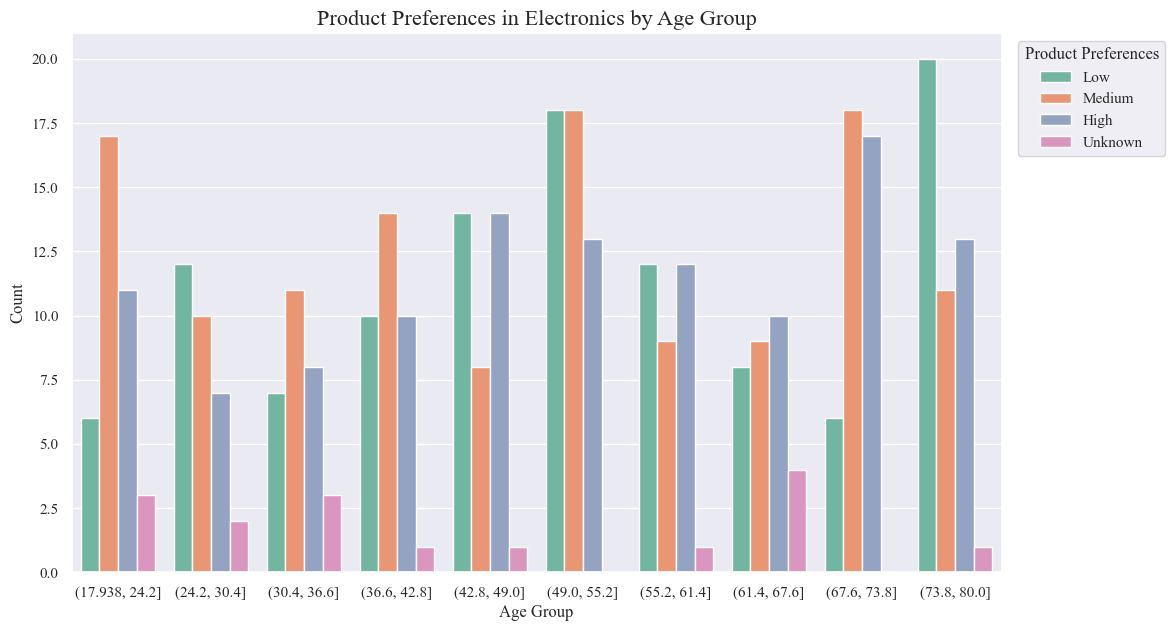 Product Preferences in Electronics by Age Group
Product Preferences
Low
Medium
High
Unknown
Count
20.0
17.5
15.0
12.5
10.0
7.5
5.0
2.5
0.0
(17.938, 24.2] (24.2, 30.4] (30.4, 36.6] (36.6, 42.8] (42.8, 49.0] (49.0, 55.2] (55.2, 61.4] (61.4, 67.6] (67.6, 73.8] (73.8, 80.0]
Age Group